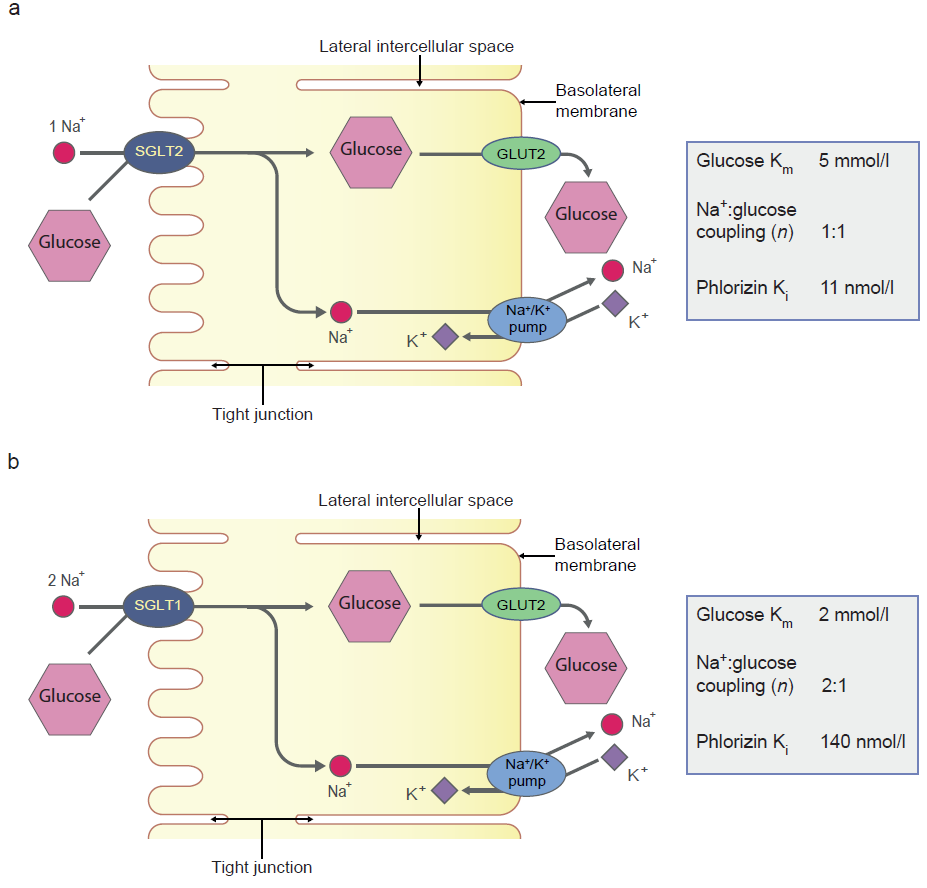 a
Lateral intercellular space
Basolateral
membrane
1 Na⁺
SGLT2
Glucose
GLUT2
Glucose
Glucose
Na⁺
Na⁺/K⁺
pump
K⁺
Na⁺
K⁺
Tight junction
Glucose Kₘ 5 mmol/l
Na⁺:glucose
coupling (n) 1:1
Phlorizin Kᵢ 11 nmol/l
b
Lateral intercellular space
Basolateral
membrane
2 Na⁺
SGLT1
Glucose
GLUT2
Glucose
Glucose
Na⁺
Na⁺/K⁺
pump
K⁺
Na⁺
K⁺
Tight junction
Glucose Kₘ 2 mmol/l
Na⁺:glucose
coupling (n) 2:1
Phlorizin Kᵢ 140 nmol/l